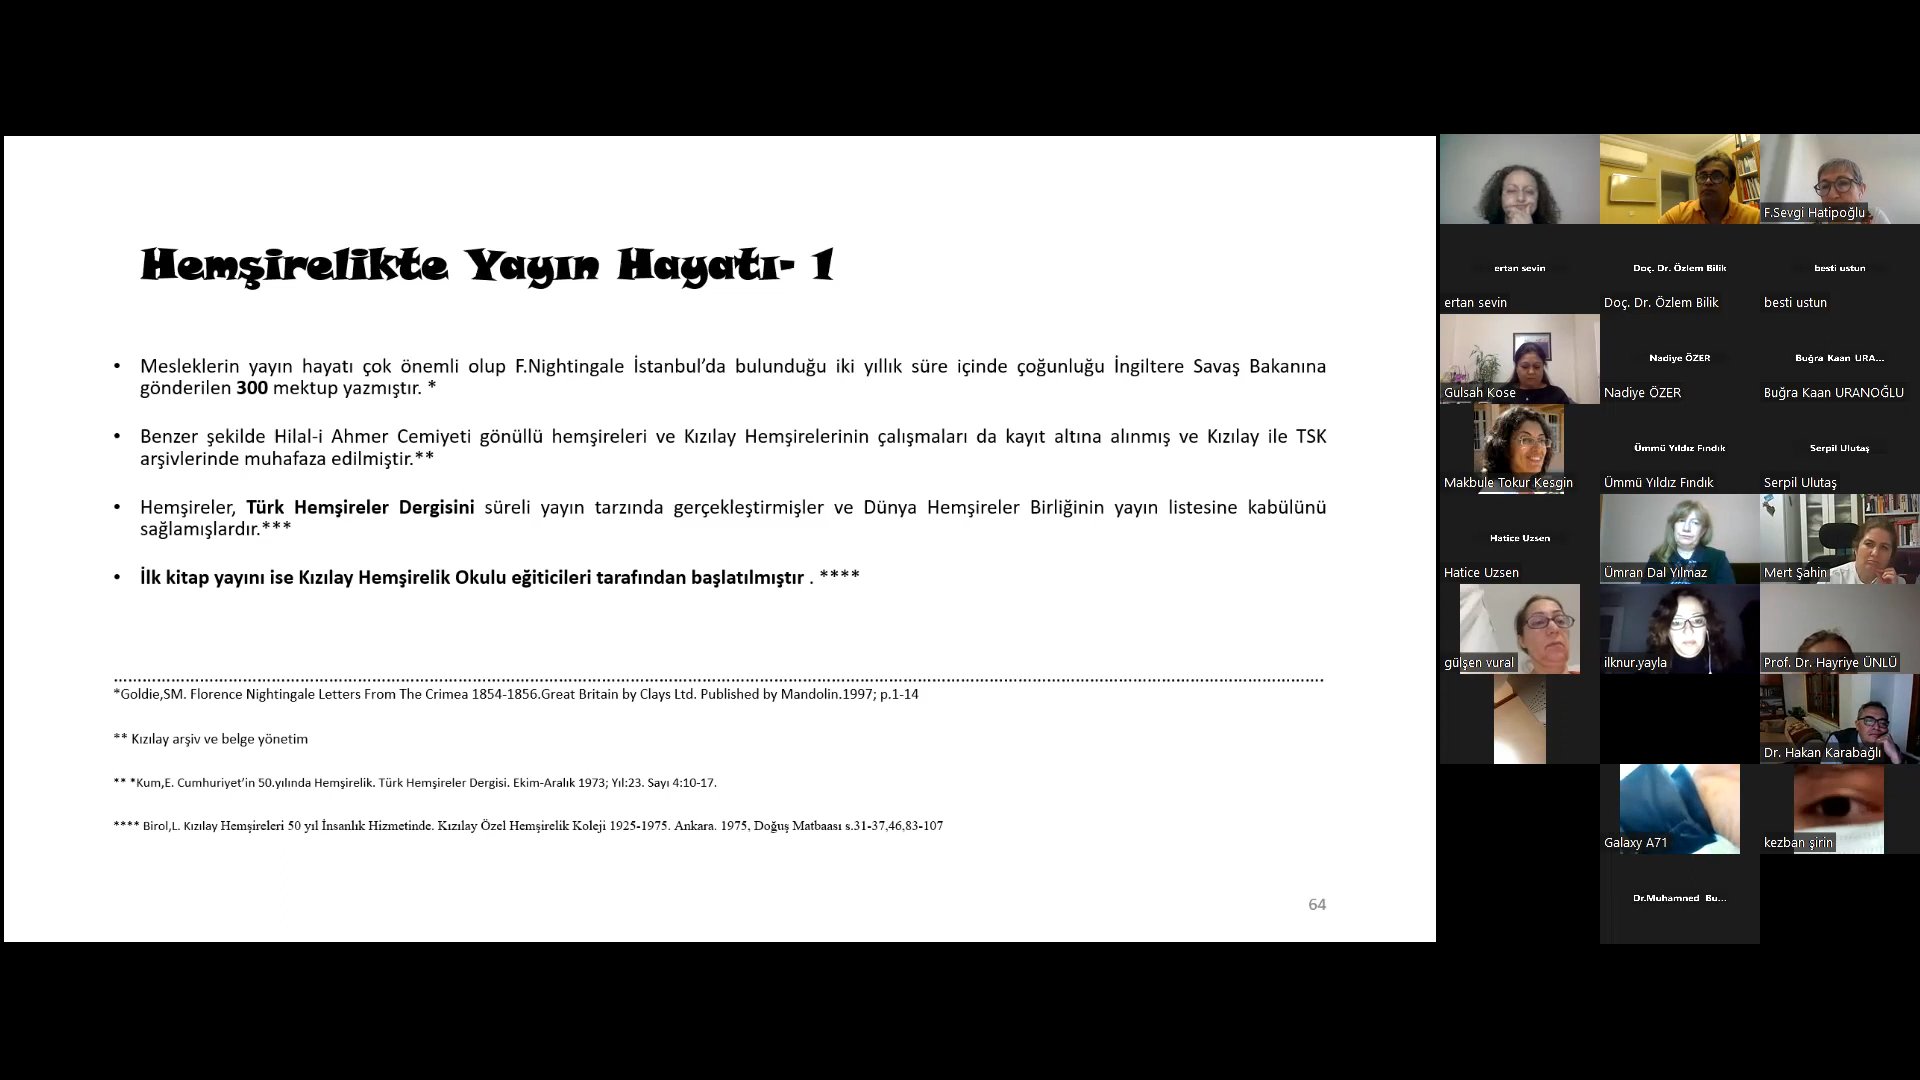 Hemşirelikte Yayın Hayatı- 1
• Mesleklerin yayın hayatı çok önemli olup F.Nightingale İstanbul’da bulunduğu iki yıllık süre içinde çoğunluğu İngiltere Savaş Bakanına
gönderilen 300 mektup yazmıştır. *
• Benzer şekilde Hilal-i Ahmer Cemiyeti gönüllü hemşireleri ve Kızılay Hemşirelerinin çalışmaları da kayıt altına alınmış ve Kızılay ile TSK
arşivlerinde muhafaza edilmiştir.**
• Hemşireler, Türk Hemşireler Dergisini süreli yayın tarzında gerçekleştirmişler ve Dünya Hemşireler Birliğinin yayın listesine kabülünü
sağlamışlardır.***
• İlk kitap yayını ise Kızılay Hemşirelik Okulu eğiticileri tarafından başlatılmıştır . ****
*Goldie,SM. Florence Nightingale Letters From The Crimea 1854-1856.Great Britain by Clays Ltd. Published by Mandolin.1997; p.1-14
** Kızılay arşiv ve belge yönetim
** *Kum,E. Cumhuriyet’in 50.yılında Hemşirelik. Türk Hemşireler Dergisi. Ekim-Aralık 1973; Yıl:23. Sayı 4:10-17.
**** Birol,L. Kızılay Hemşireleri 50 yıl İnsanlık Hizmetinde. Kızılay Özel Hemşirelik Koleji 1925-1975. Ankara. 1975, Doğuş Matbaası s.31-37,46,83-107
64
F.Sevgi Hatipoğlu
ertan sevin
Doç. Dr. Özlem Bilik
besti ustun
ertan sevin
Doç. Dr. Özlem Bilik
besti ustun
Nadiye ÖZER
Buğra Kaan URA...
Gulsah Kose
Nadiye ÖZER
Buğra Kaan URANOĞLU
Ümmü Yıldız Fındık
Serpil Ulutaş
Makbule Tokur Kesgin
Ümmü Yıldız Fındık
Serpil Ulutaş
Hatice Uzsen
Hatice Uzsen
Ümran Dal Yılmaz
Mert Şahin
gülşen vural
ilknur.yayla
Prof. Dr. Hayriye ÜNLÜ
Dr. Hakan Karabağlı
Galaxy A71
kezban şirin
Dr.Muhamned Bu...